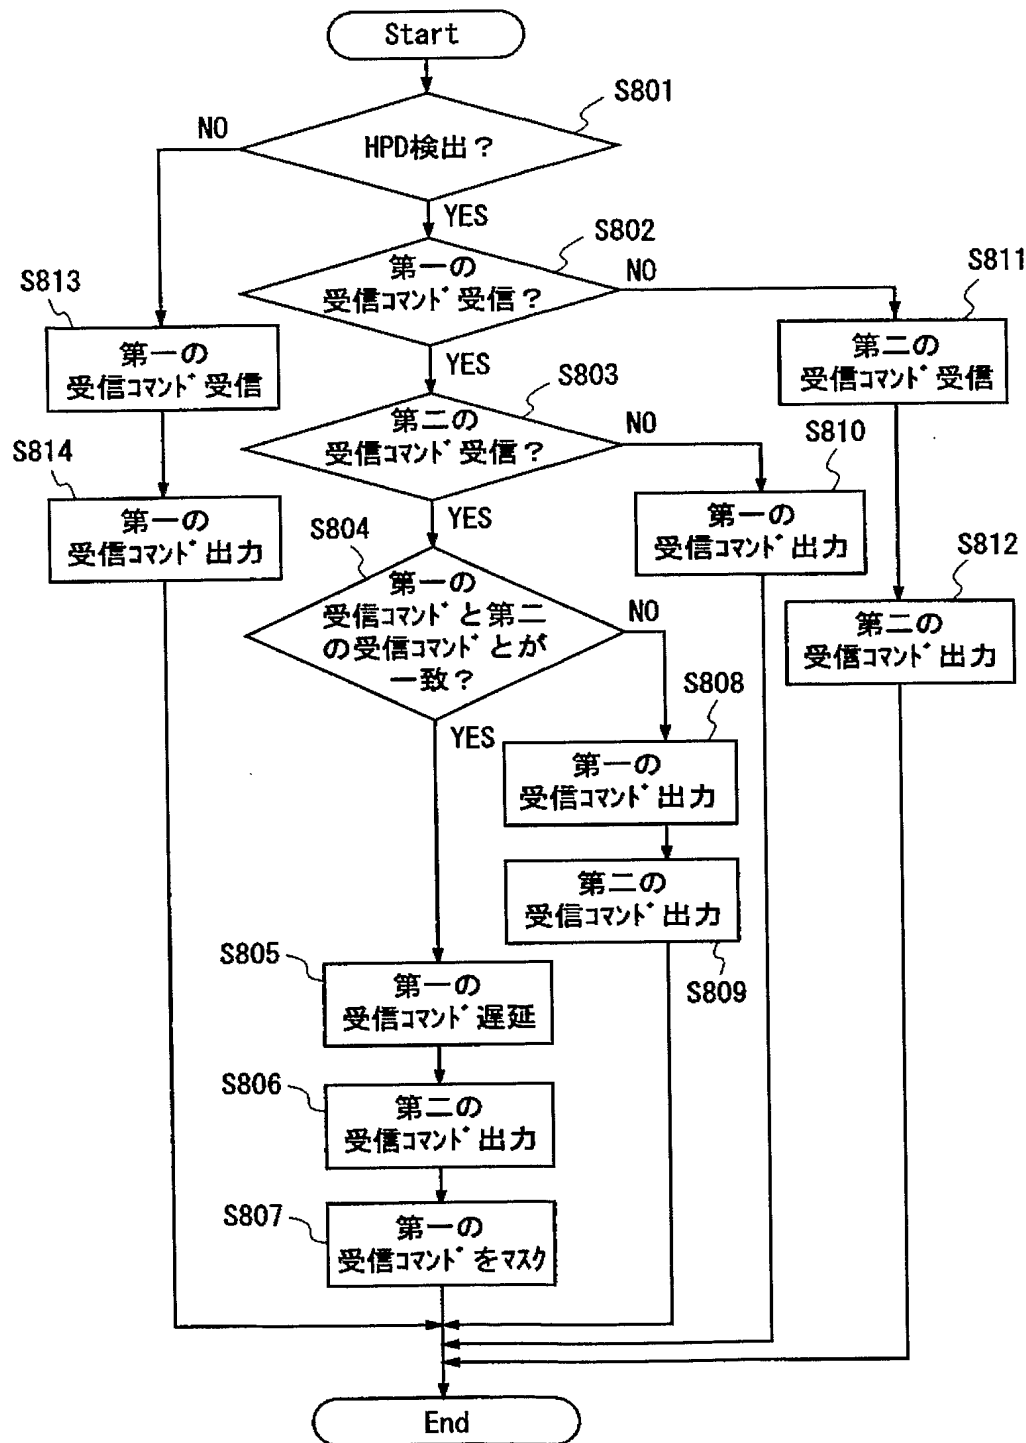 Start
S801
NO
HPD検出?
YES
S802
第一の
受信コマンド受信?
NO
S811
S813
第一の
受信コマンド受信
第二の
受信コマンド受信
YES
S803
第二の
受信コマンド受信?
NO
S810
S814
第一の
受信コマンド出力
YES
S804
第一の
受信コマンド出力
S812
第一の
受信コマンドと第二
の受信コマンドとが
一致?
NO
第二の
受信コマンド出力
S808
YES
第一の
受信コマンド出力
第二の
受信コマンド出力
S809
S805
第一の
受信コマンド遅延
S806
第二の
受信コマンド出力
S807
第一の
受信コマンドをマスク
End